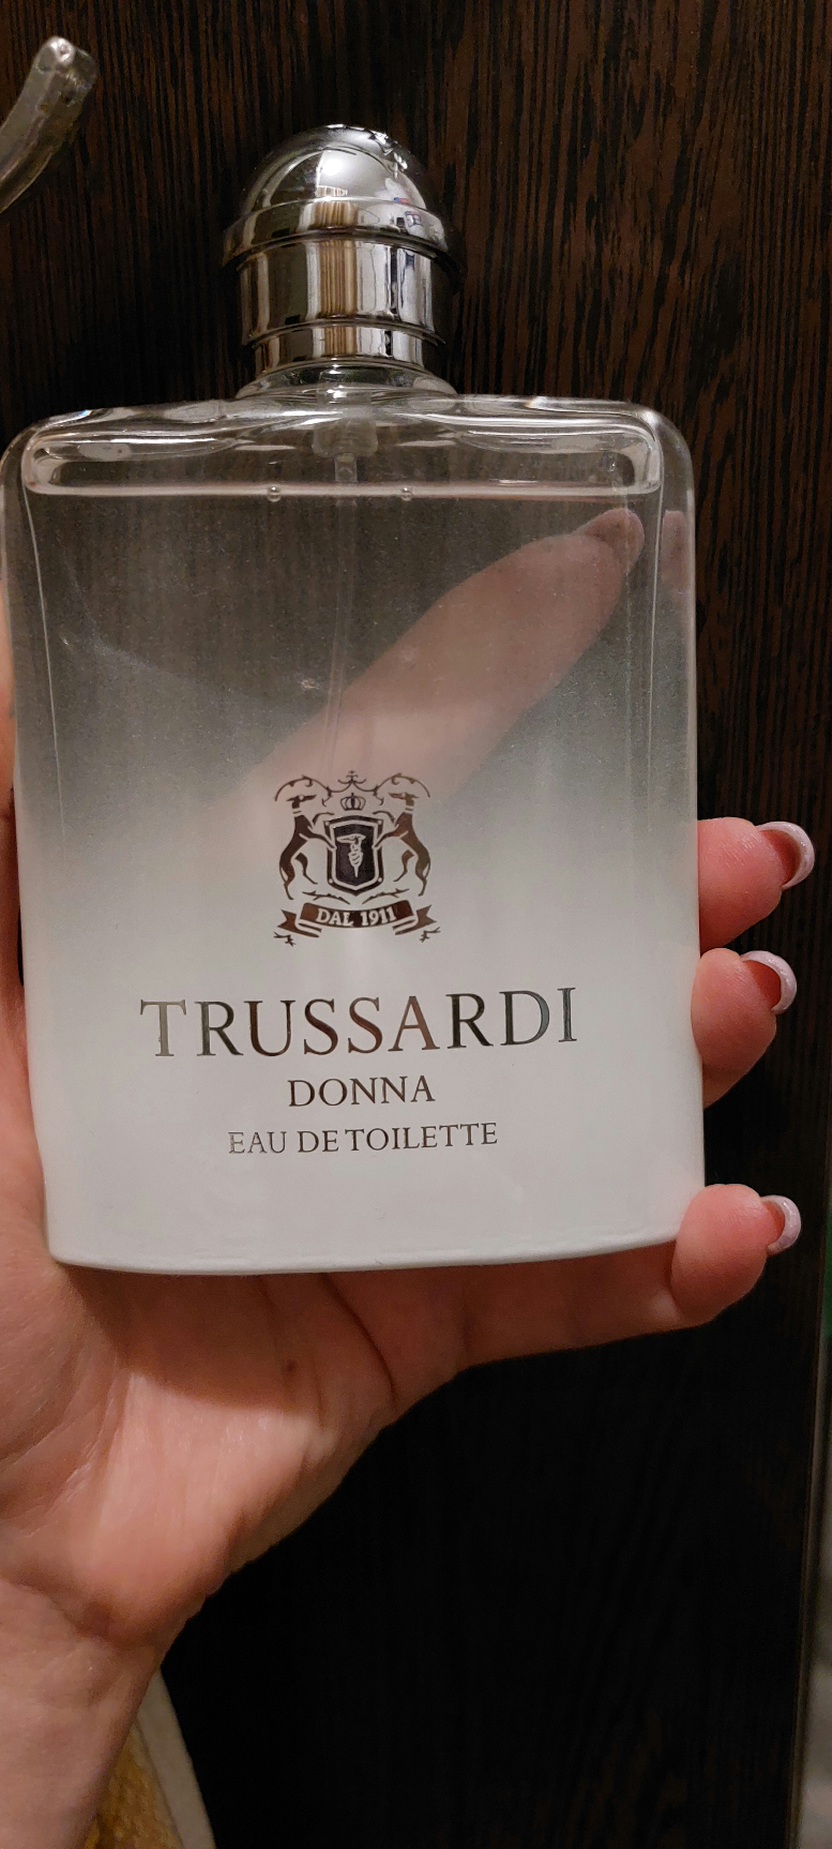 DAL 1911
TRUSSARDI
DONNA
EAU DE TOILETTE